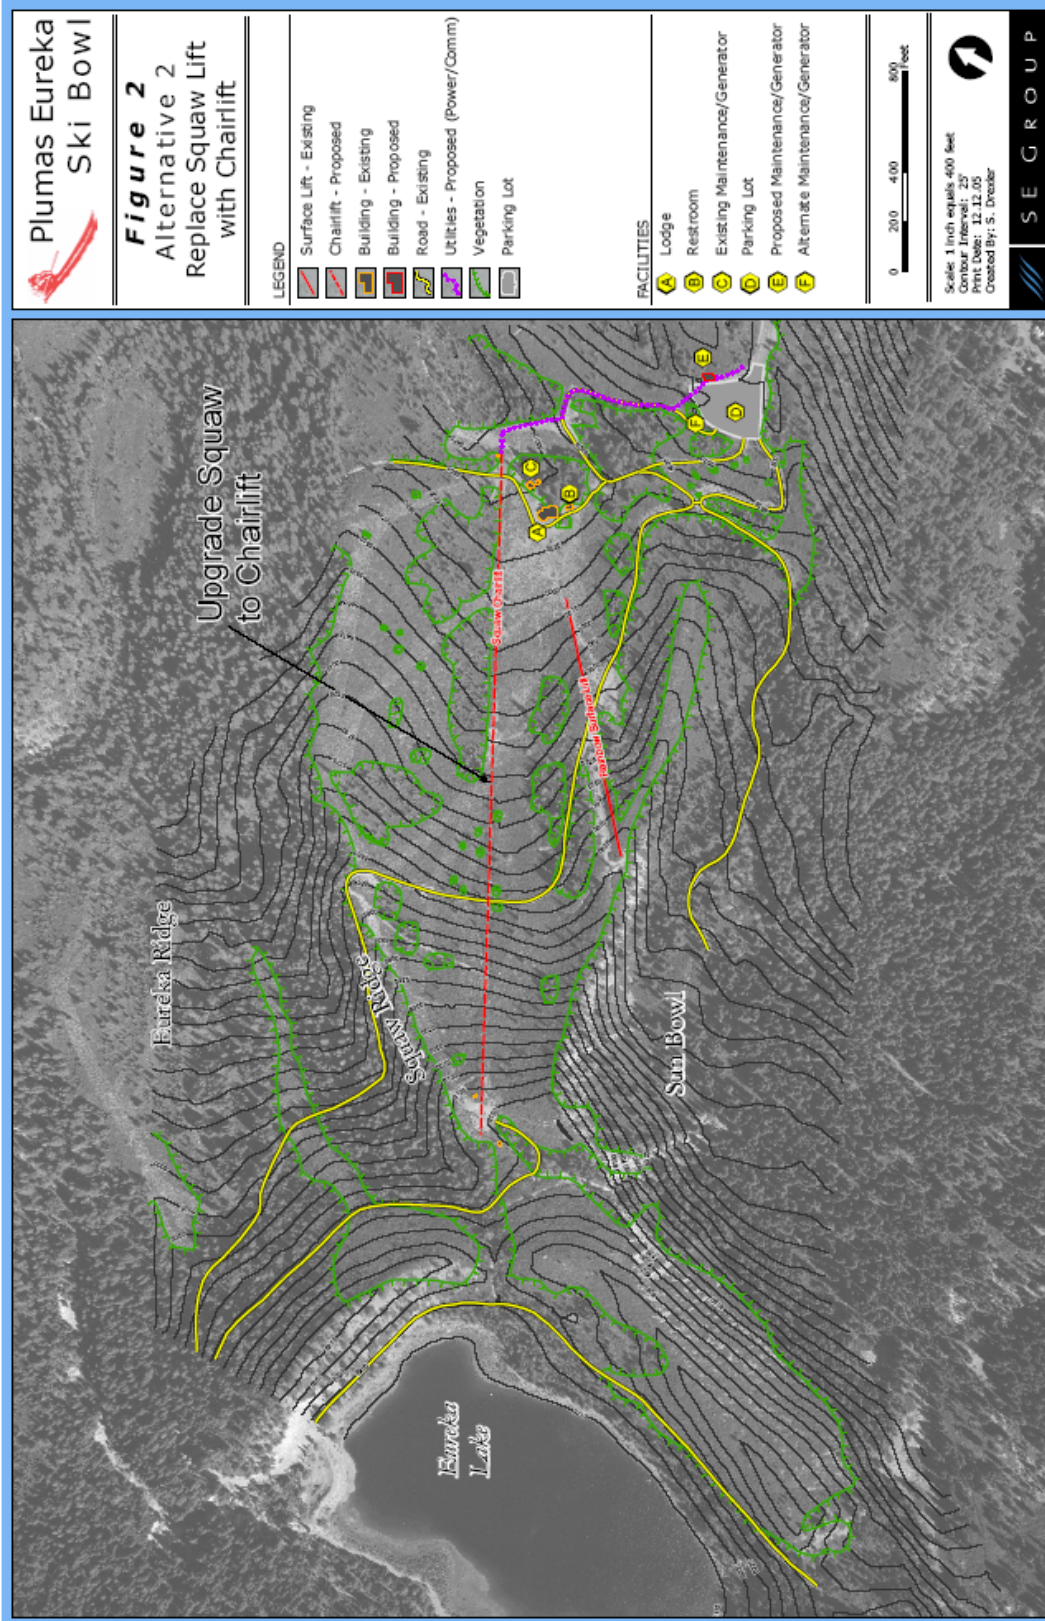 Plumas Eureka
Ski Bowl
Figure 2
Alternative 2
Replace Squaw Lift
with Chairlift
LEGEND
Surface Lift - Existing
Chairlift - Proposed
Building - Existing
Building - Proposed
Road - Existing
Utilities - Proposed (Power/Comm)
Vegetation
Parking Lot
FACILITIES
A Lodge
B Restroom
C Existing Maintenance/Generator
D Parking Lot
E Proposed Maintenance/Generator
F Alternate Maintenance/Generator
0 200 400 800
Feet
Scale: 1 inch equals 400 feet
Contour Interval: 25'
Print Date: 12.12.05
Created By: S. Drexler
SE GROUP
Upgrade Squaw
to Chairlift
Eureka Ridge
Squaw Ridge
Squaw Chairlift
Surface Lift
Sun Bowl
Eureka
Lake
A
B
C
D
E
F